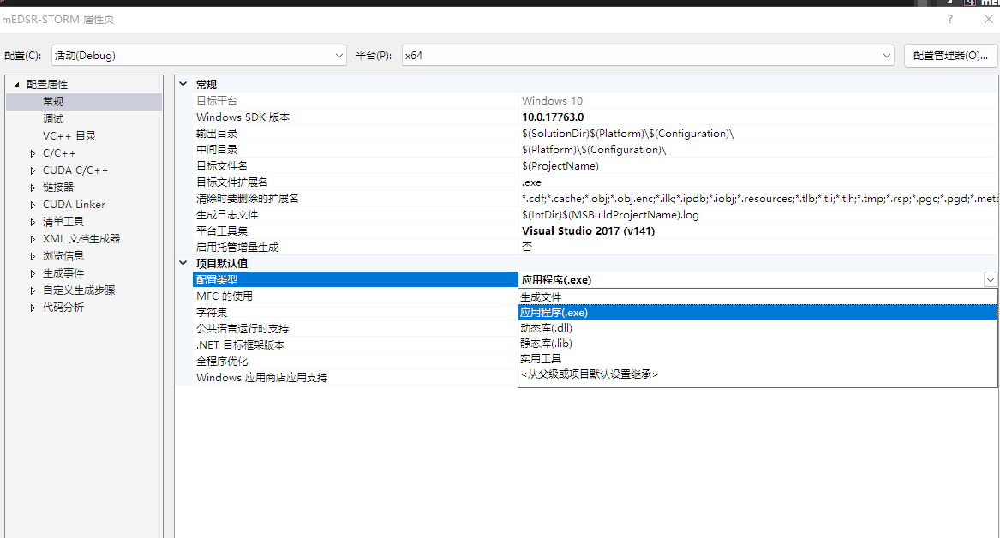 mEDSR-STORM 属性页
配置(C): 活动(Debug) 平台(P): x64 配置管理器(O)...
配置属性
常规
调试
VC++ 目录
C/C++
CUDA C/C++
链接器
CUDA Linker
清单工具
XML 文档生成器
浏览信息
生成事件
自定义生成步骤
代码分析
常规
目标平台 Windows 10
Windows SDK 版本 10.0.17763.0
输出目录 $(SolutionDir)$(Platform)\$(Configuration)\
中间目录 $(Platform)\$(Configuration)\
目标文件名 $(ProjectName)
目标文件扩展名 .exe
清除时要删除的扩展名 *.cdf;*.cache;*.obj;*.obj.enc;*.ilk;*.ipdb;*.iobj;*.resources;*.tlb;*.tli;*.tlh;*.tmp;*.rsp;*.pgc;*.pgd;*.meta
生成日志文件 $(IntDir)$(MSBuildProjectName).log
平台工具集 Visual Studio 2017 (v141)
启用托管增量生成 否
项目默认值
配置类型 应用程序(.exe)
MFC 的使用
字符集
公共语言运行时支持
.NET 目标框架版本
全程序优化
Windows 应用商店应用支持
生成文件
应用程序(.exe)
动态库(.dll)
静态库(.lib)
实用工具
<从父级或项目默认设置继承>